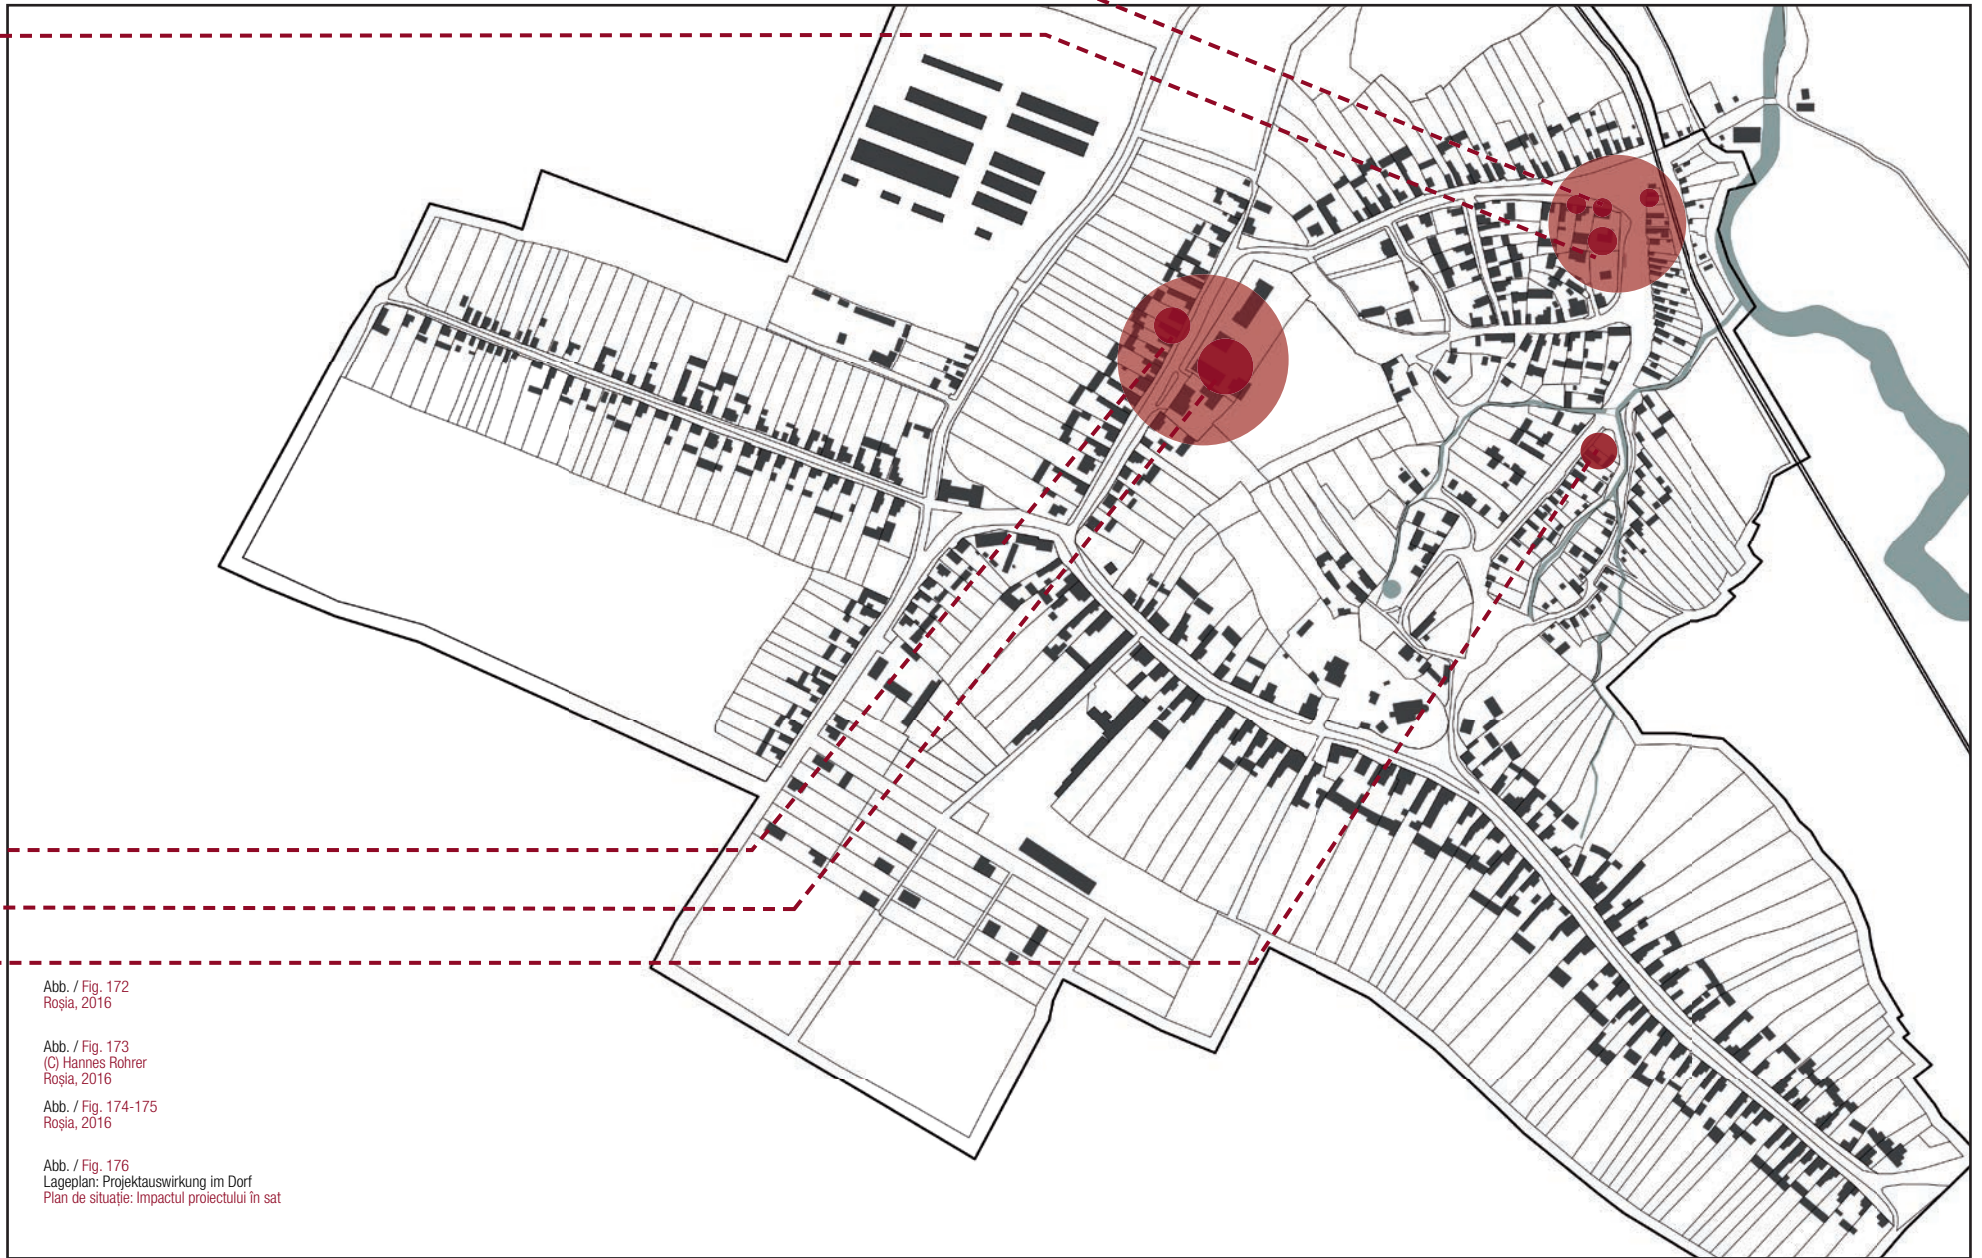 Abb. / Fig. 172
Roșia, 2016
Abb. / Fig. 173
(C) Hannes Rohrer
Roșia, 2016
Abb. / Fig. 174-175
Roșia, 2016
Abb. / Fig. 176
Lageplan: Projektauswirkung im Dorf
Plan de situație: Impactul proiectului în sat